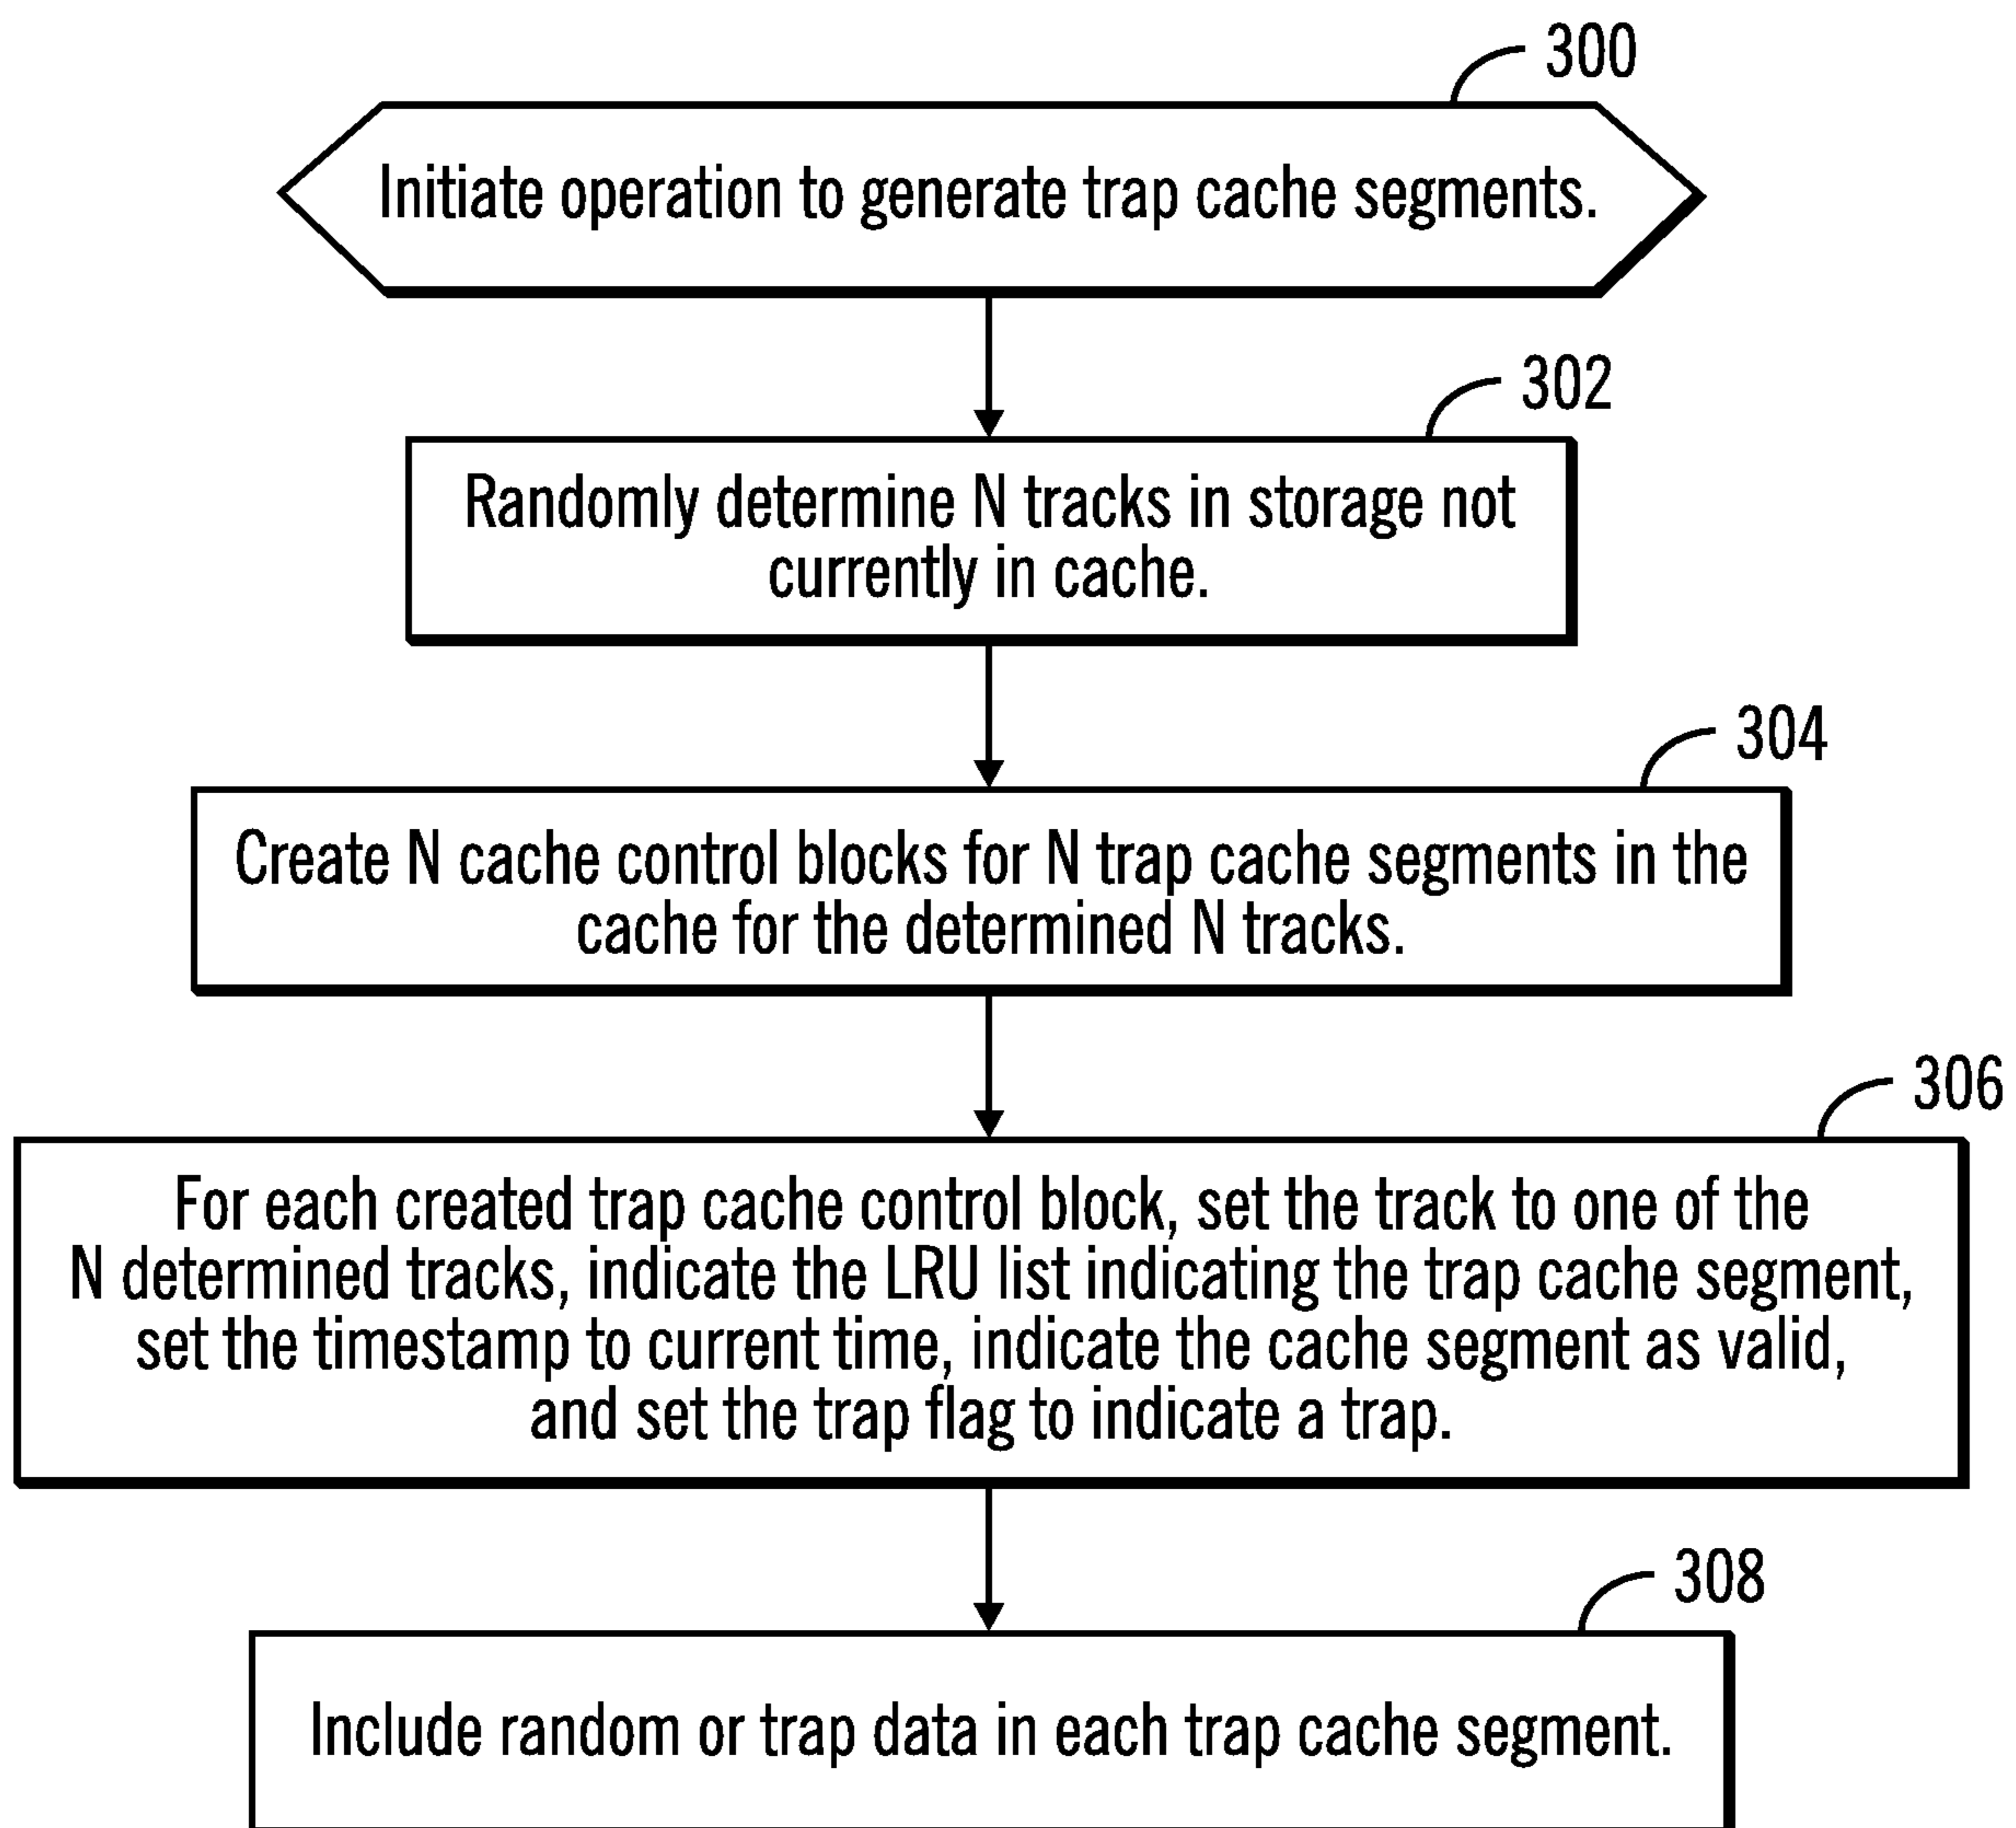 300
Initiate operation to generate trap cache segments.
302
Randomly determine N tracks in storage not
currently in cache.
304
Create N cache control blocks for N trap cache segments in the
cache for the determined N tracks.
306
For each created trap cache control block, set the track to one of the
N determined tracks, indicate the LRU list indicating the trap cache segment,
set the timestamp to current time, indicate the cache segment as valid,
and set the trap flag to indicate a trap.
308
Include random or trap data in each trap cache segment.